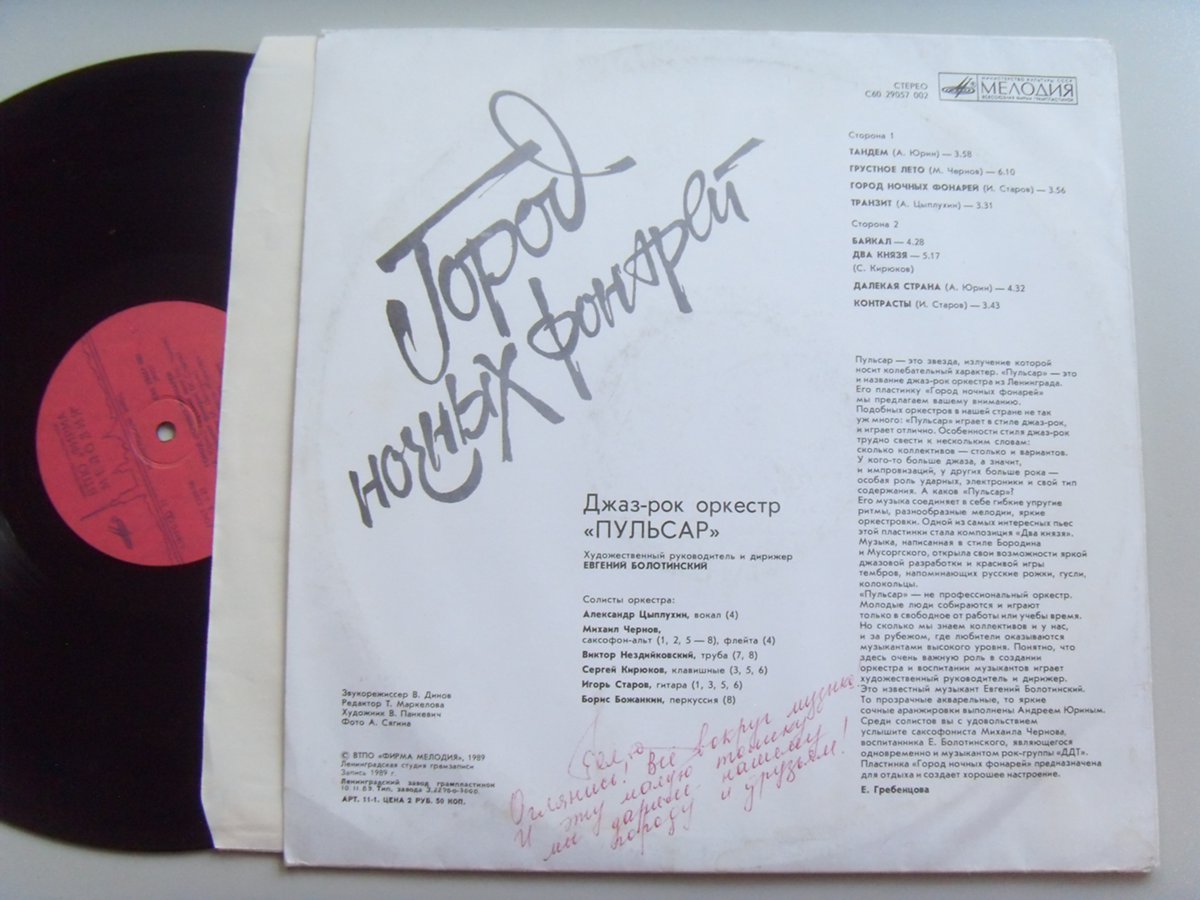 Город
ночных фонарей
СТЕРЕО
С60 29057 002
МИНИСТЕРСТВО КУЛЬТУРЫ СССР
МЕЛОДИЯ
ВСЕСОЮЗНАЯ ФИРМА ГРАМПЛАСТИНОК
Сторона 1
ТАНДЕМ (А. Юрин) — 3.58
ГРУСТНОЕ ЛЕТО (М. Чернов) — 6.10
ГОРОД НОЧНЫХ ФОНАРЕЙ (И. Старов) — 3.56
ТРАНЗИТ (А. Цыплухин) — 3.31
Сторона 2
БАЙКАЛ — 4.28
ДВА КНЯЗЯ — 5.17
(С. Кирюков)
ДАЛЕКАЯ СТРАНА (А. Юрин) — 4.32
КОНТРАСТЫ (И. Старов) — 3.43
Джаз-рок оркестр
«ПУЛЬСАР»
Художественный руководитель и дирижер
ЕВГЕНИЙ БОЛОТИНСКИЙ
Солисты оркестра:
Александр Цыплухин, вокал (4)
Михаил Чернов,
саксофон-альт (1, 2, 5 — 8), флейта (4)
Виктор Нездийковский, труба (7, 8)
Сергей Кирюков, клавишные (3, 5, 6)
Игорь Старов, гитара (1, 3, 5, 6)
Борис Божанкин, перкуссия (8)
Пульсар — это звезда, излучение которой
носит колебательный характер. «Пульсар» — это
и название джаз-рок оркестра из Ленинграда.
Его пластинку «Город ночных фонарей»
мы предлагаем вашему вниманию.
Подобных оркестров в нашей стране не так
уж много: «Пульсар» играет в стиле джаз-рок,
и играет отлично. Особенности стиля джаз-рок
трудно свести к нескольким словам:
сколько коллективов — столько и вариантов.
У кого-то больше джаза, а значит,
и импровизаций, у других больше рока —
особая роль ударных, электроники и свой тип
содержания. А каков «Пульсар»?
Его музыка соединяет в себе гибкие упругие
ритмы, разнообразные мелодии, яркие
оркестровки. Одной из самых интересных пьес
этой пластинки стала композиция «Два князя».
Музыка, написанная в стиле Бородина
и Мусоргского, открыла свои возможности яркой
джазовой разработки и красивой игры
тембров, напоминающих русские рожки, гусли,
колокольцы.
«Пульсар» — не профессиональный оркестр.
Молодые люди собираются и играют
только в свободное от работы или учебы время.
Но сколько мы знаем коллективов и у нас,
и за рубежом, где любители оказываются
музыкантами высокого уровня. Понятно, что
здесь очень важную роль в создании
оркестра и воспитании музыкантов играет
художественный руководитель и дирижер.
Это известный музыкант Евгений Болотинский.
То прозрачные акварельные, то яркие
сочные аранжировки выполнены Андреем Юриным.
Среди солистов вы с удовольствием
услышите саксофониста Михаила Чернова,
воспитанника Е. Болотинского, являющегося
одновременно и музыкантом рок-группы «ДДТ».
Пластинка «Город ночных фонарей» предназначена
для отдыха и создает хорошее настроение.
Е. Гребенцова
Звукорежиссер В. Динов
Редактор Т. Маркелова
Художник В. Панкевич
Фото А. Сягина
© ВТПО «ФИРМА МЕЛОДИЯ», 1989
Ленинградская студия грамзаписи
Запись 1989 г.
Ленинградский завод грампластинок
АРТ. 11-1. ЦЕНА 2 РУБ. 50 КОП.
Оглянись! Всё вокруг музыка.
И эту малую толику
мы дарим нашему
городу и друзьям!